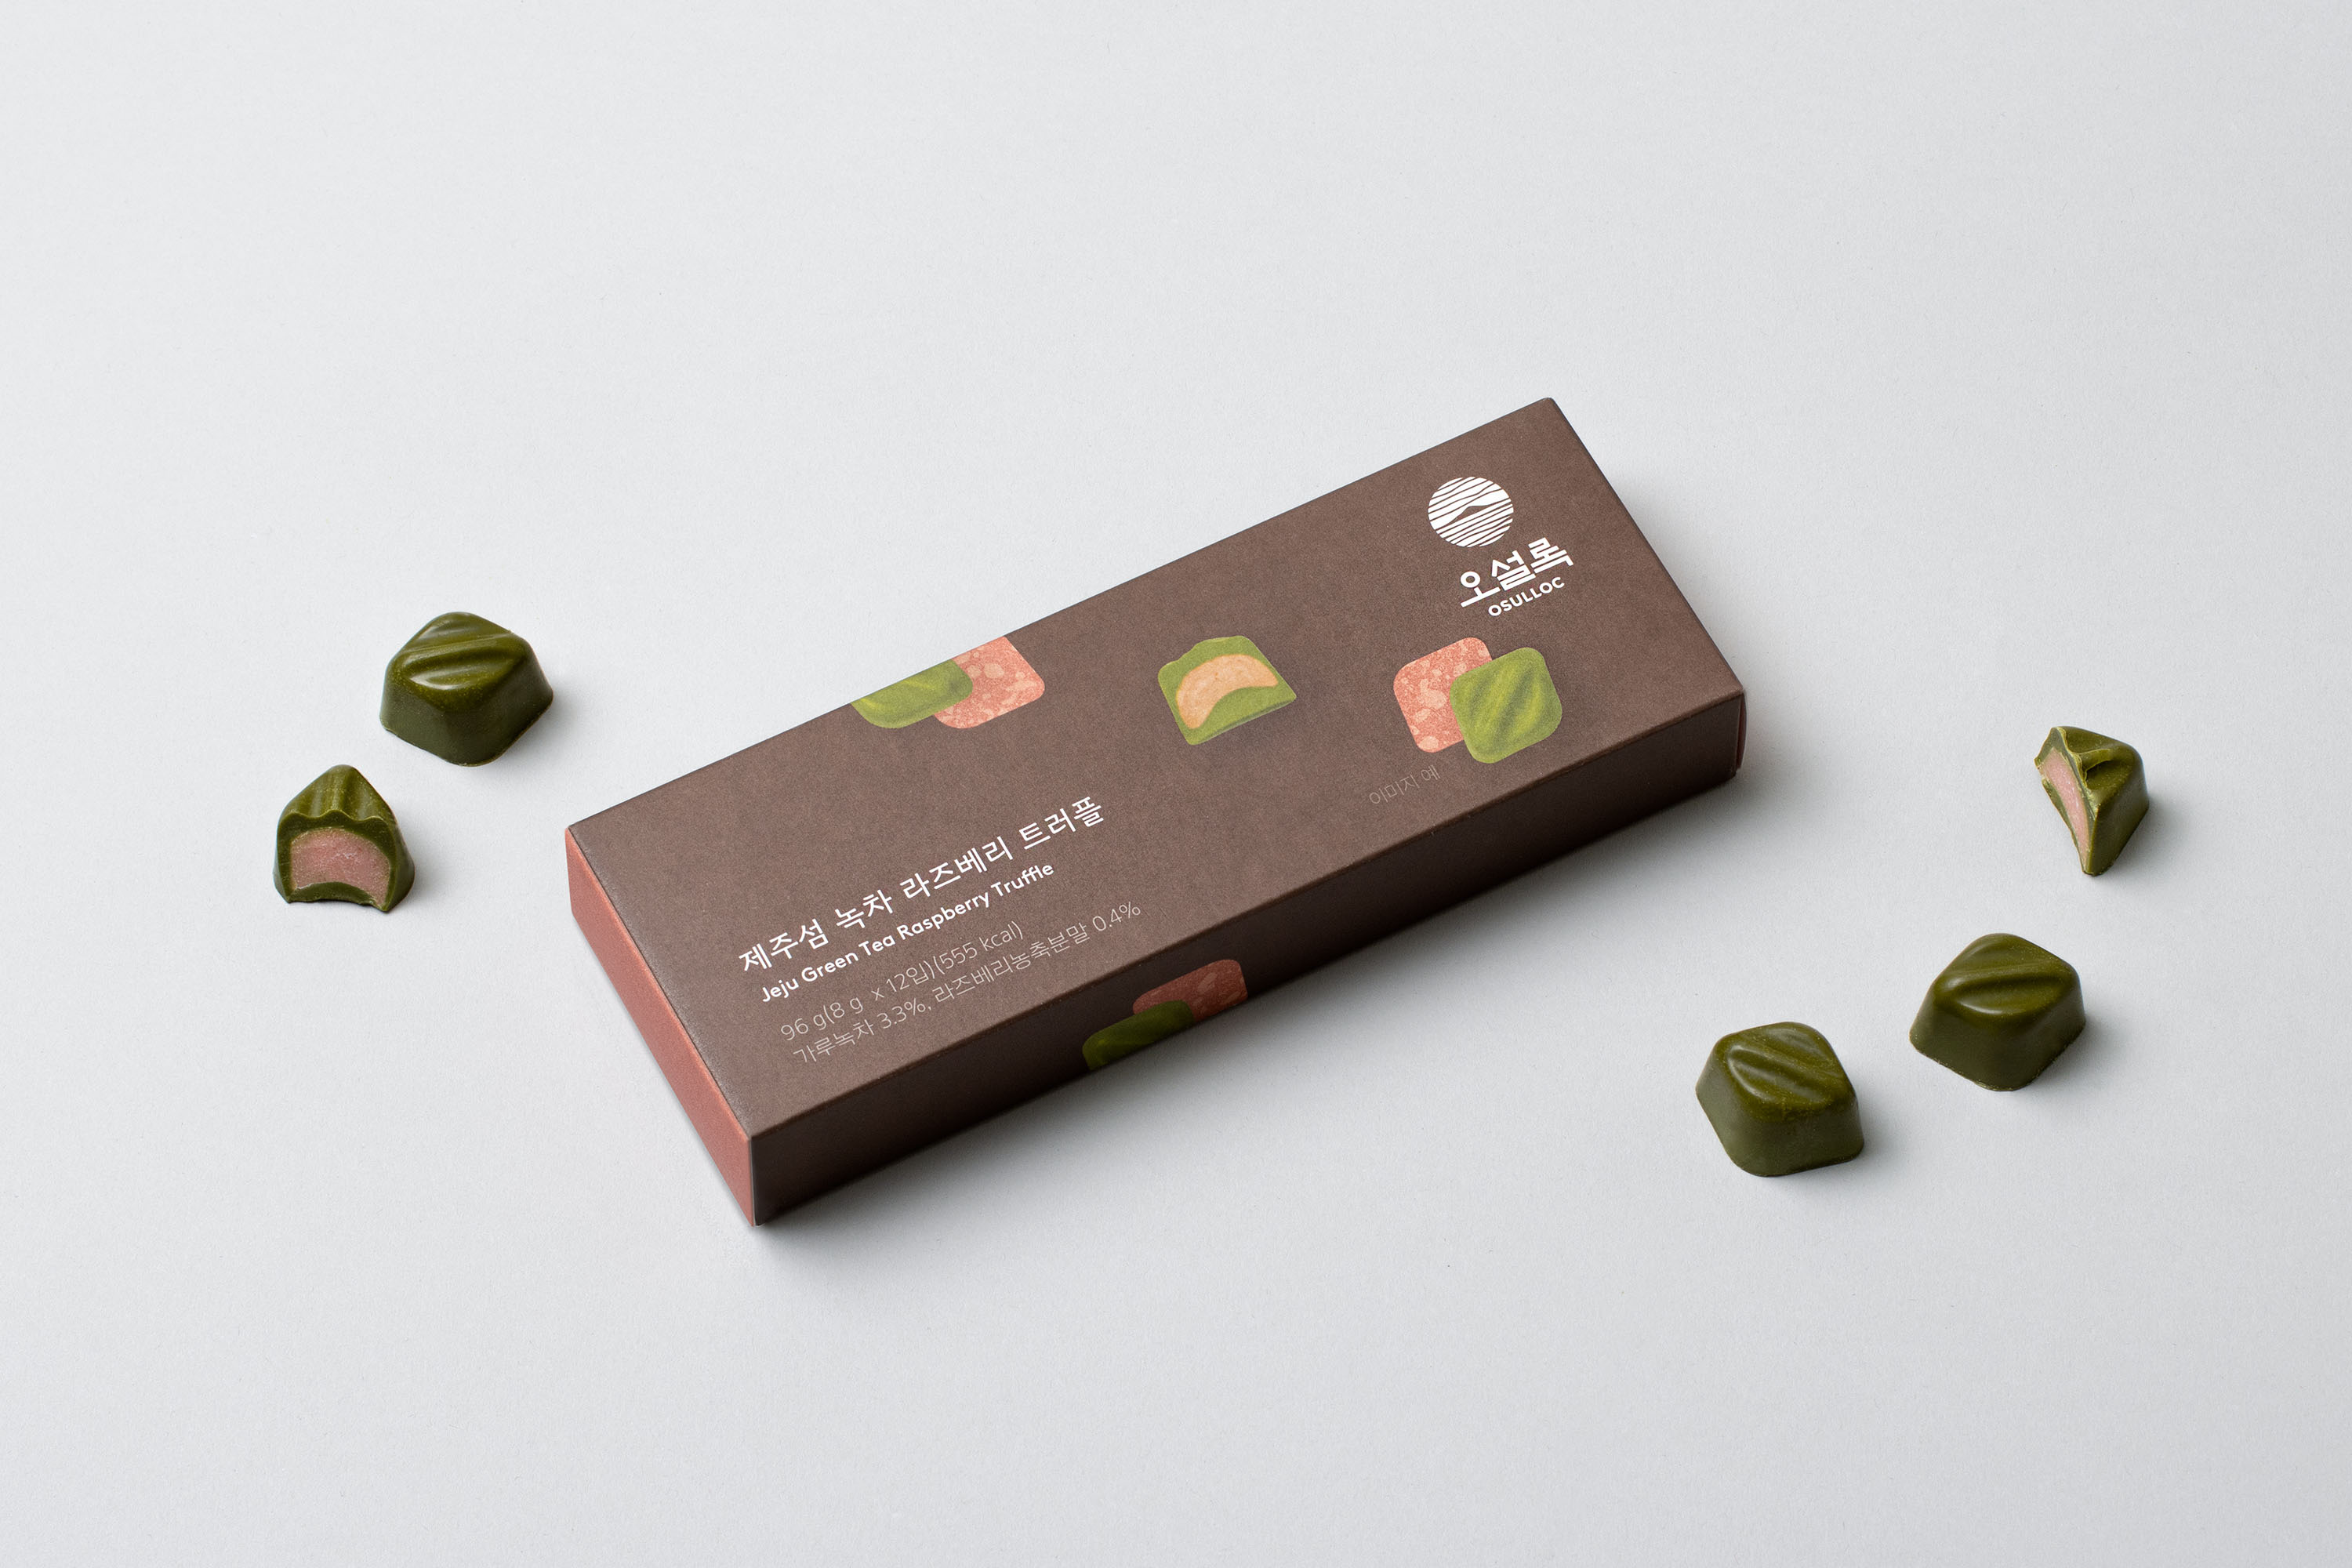 오설록
OSULLOC
이미지 예
제주섬 녹차 라즈베리 트러플
Jeju Green Tea Raspberry Truffle
96 g(8 g x 12입)(555 kcal)
가루녹차 3.3%, 라즈베리농축분말 0.4%